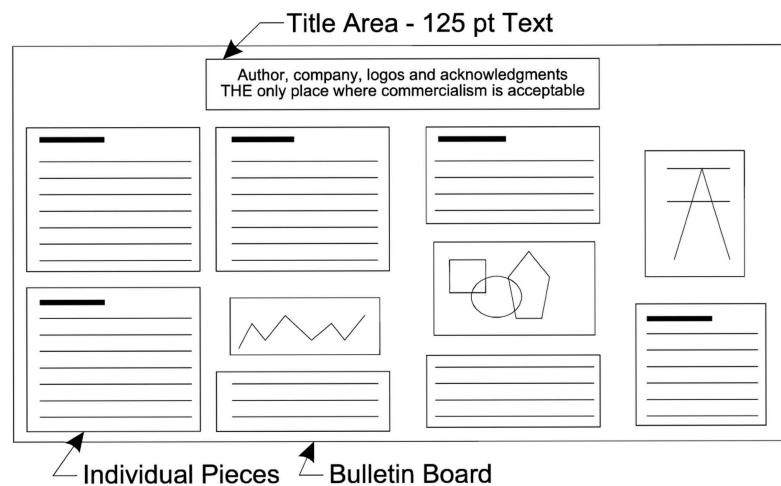 Title Area - 125 pt Text
Author, company, logos and acknowledgments
THE only place where commercialism is acceptable
Individual Pieces
Bulletin Board